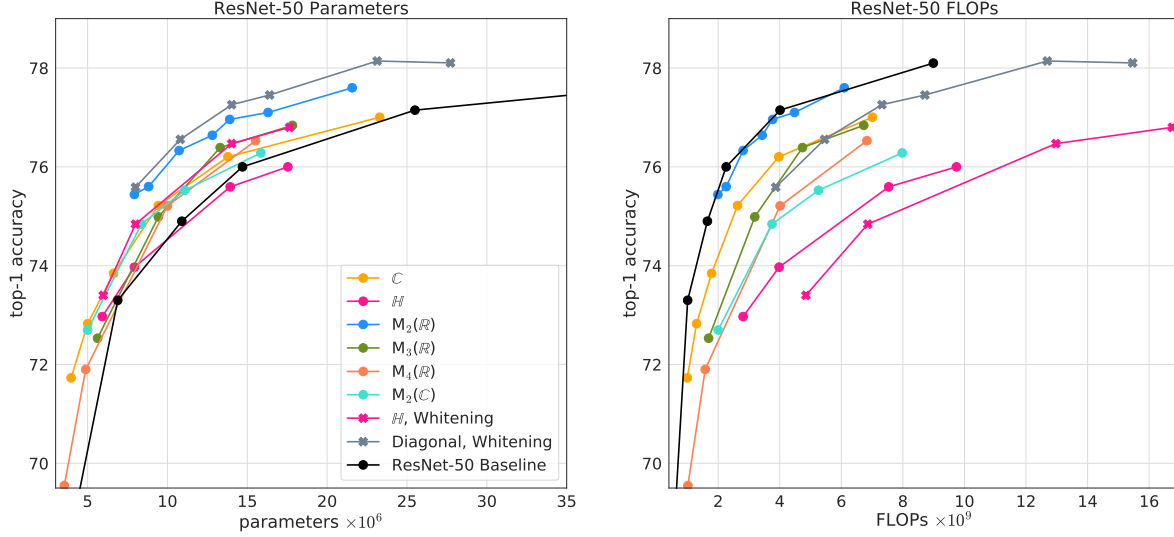 ResNet-50 Parameters
78
76
74
72
70
top-1 accuracy
5
10
15
20
25
30
35
parameters ×10⁶
ℂ
ℍ
M₂(ℝ)
M₃(ℝ)
M₄(ℝ)
M₂(ℂ)
ℍ, Whitening
Diagonal, Whitening
ResNet-50 Baseline
ResNet-50 FLOPs
78
76
74
72
70
top-1 accuracy
2
4
6
8
10
12
14
16
FLOPs ×10⁹